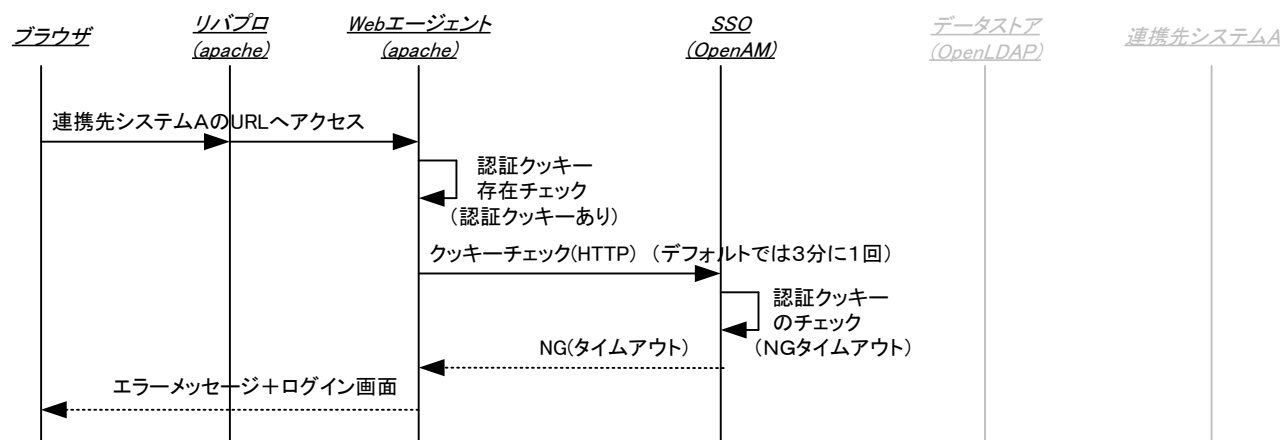 ブラウザ
リバプロ
(apache)
Webエージェント
(apache)
SSO
(OpenAM)
データストア
(OpenLDAP)
連携先システムA
連携先システムAのURLへアクセス
認証クッキー
存在チェック
(認証クッキーあり)
クッキーチェック(HTTP) (デフォルトでは3分に1回)
認証クッキー
のチェック
(NGタイムアウト)
NG(タイムアウト)
エラーメッセージ+ログイン画面